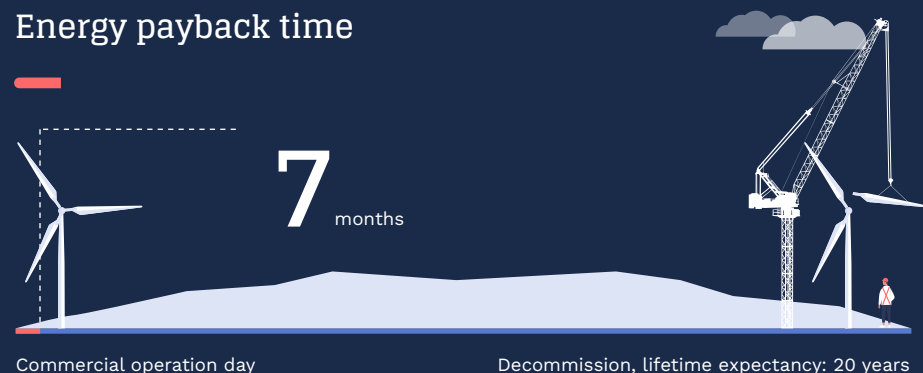 Energy payback time
7 months
Commercial operation day
Decommission, lifetime expectancy: 20 years